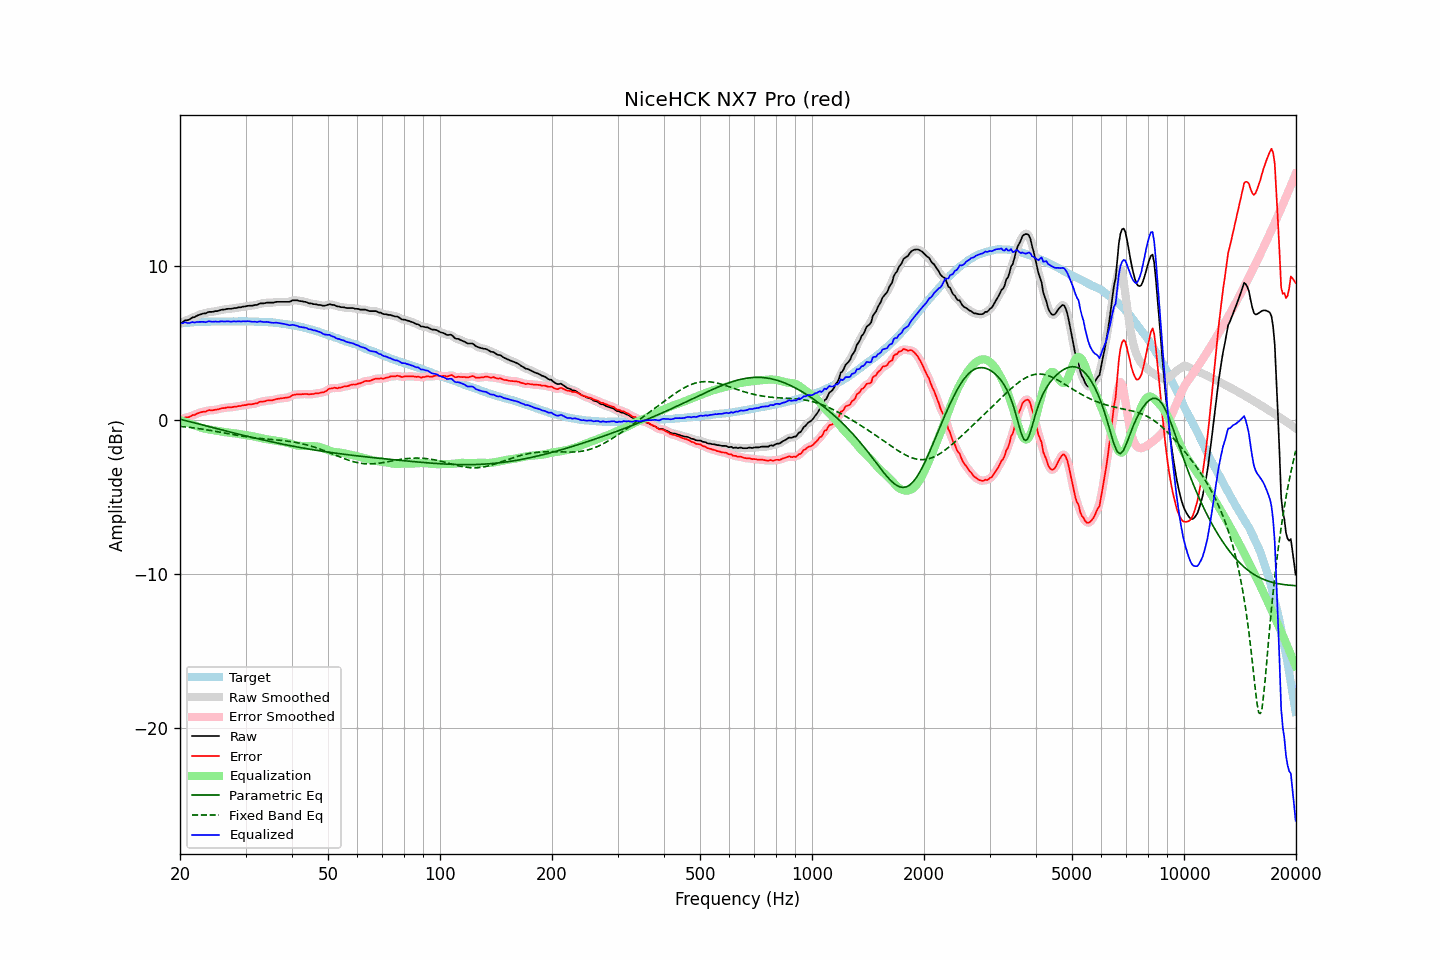 NiceHCK NX7 Pro (red)
Amplitude (dBr)
10
0
−10
−20
Target
Raw Smoothed
Error Smoothed
Raw
Error
Equalization
Parametric Eq
Fixed Band Eq
Equalized
20 50 100 200 500 1000 2000 5000 10000 20000
Frequency (Hz)